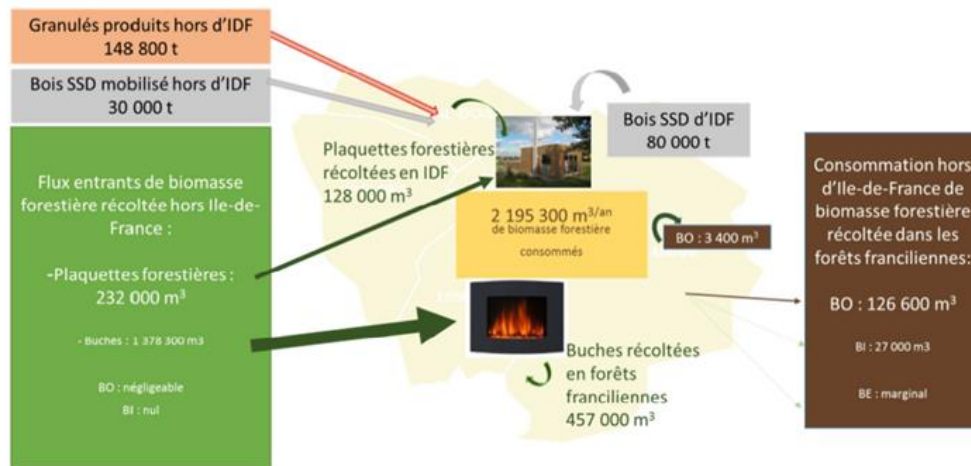 Granulés produits hors d'IDF
148 800 t
Bois SSD mobilisé hors d'IDF
30 000 t
Flux entrants de biomasse
forestière récoltée hors Ile-de-
France :
-Plaquettes forestières :
232 000 m³
- Buches : 1 378 300 m3
BO : négligeable
BI : nul
Plaquettes forestières
récoltées en IDF
128 000 m³
Bois SSD d'IDF
80 000 t
2 195 300 m³/an
de biomasse forestière
consommés
BO : 3 400 m³
Buches récoltées
en forêts
franciliennes
457 000 m³
Consommation hors
d'Ile-de-France de
biomasse forestière
récoltée dans les
forêts franciliennes:
BO : 126 600 m³
BI : 27 000 m3
BE : marginal